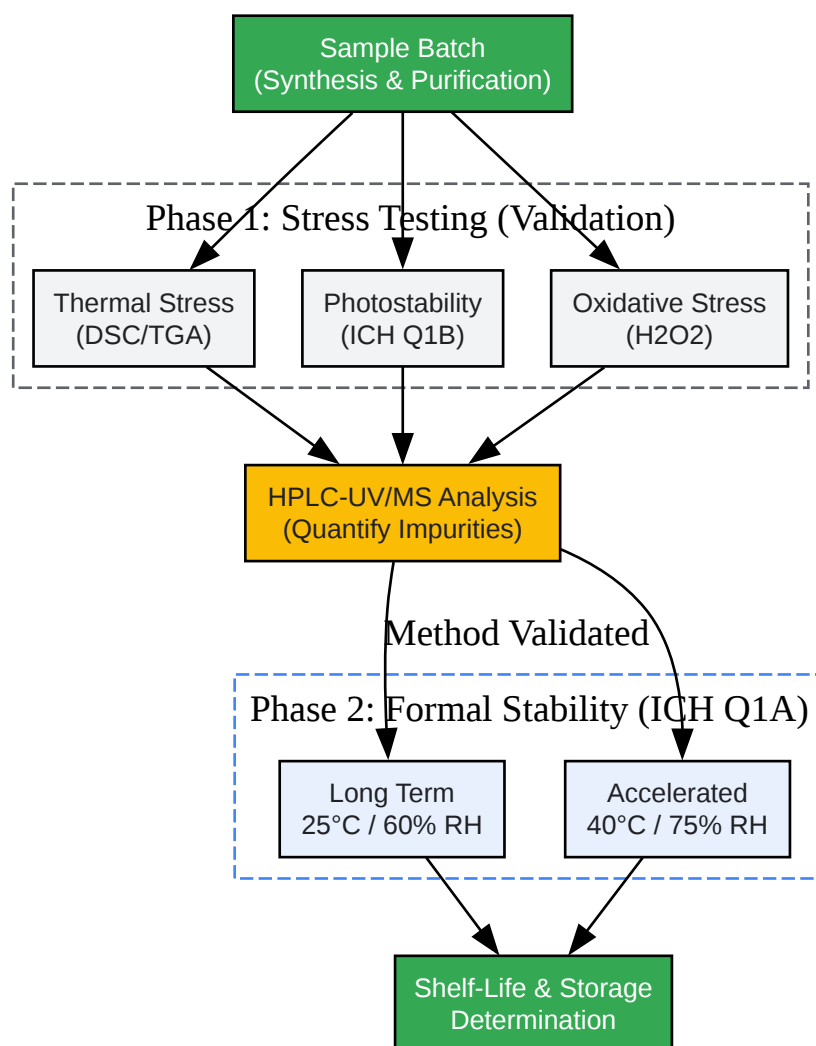 Sample Batch
(Synthesis & Purification)
Phase 1: Stress Testing (Validation)
Thermal Stress
(DSC/TGA)
Photostability
(ICH Q1B)
Oxidative Stress
(H2O2)
HPLC-UV/MS Analysis
(Quantify Impurities)
Method Validated
Phase 2: Formal Stability (ICH Q1A)
Long Term
25°C / 60% RH
Accelerated
40°C / 75% RH
Shelf-Life & Storage
Determination